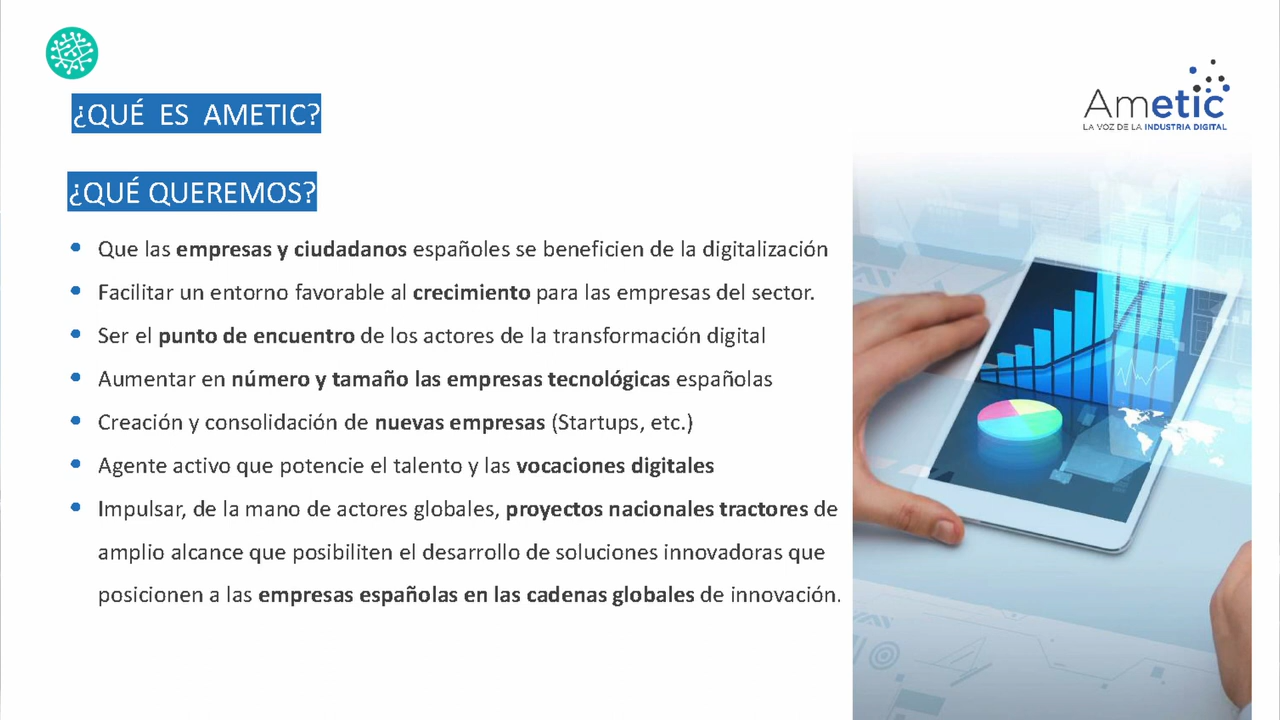 ¿QUÉ ES AMETIC?
Ametic
LA VOZ DE LA INDUSTRIA DIGITAL
¿QUÉ QUEREMOS?
• Que las empresas y ciudadanos españoles se beneficien de la digitalización
• Facilitar un entorno favorable al crecimiento para las empresas del sector.
• Ser el punto de encuentro de los actores de la transformación digital
• Aumentar en número y tamaño las empresas tecnológicas españolas
• Creación y consolidación de nuevas empresas (Startups, etc.)
• Agente activo que potencie el talento y las vocaciones digitales
• Impulsar, de la mano de actores globales, proyectos nacionales tractores de
amplio alcance que posibiliten el desarrollo de soluciones innovadoras que
posicionen a las empresas españolas en las cadenas globales de innovación.